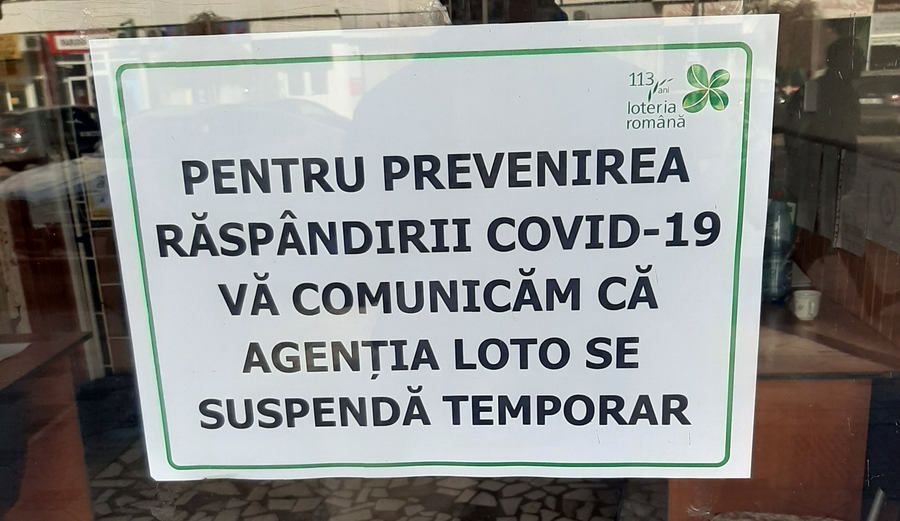 113 ani
loteria
română
PENTRU PREVENIREA
RĂSPÂNDIRII COVID-19
VĂ COMUNICĂM CĂ
AGENȚIA LOTO SE
SUSPENDĂ TEMPORAR